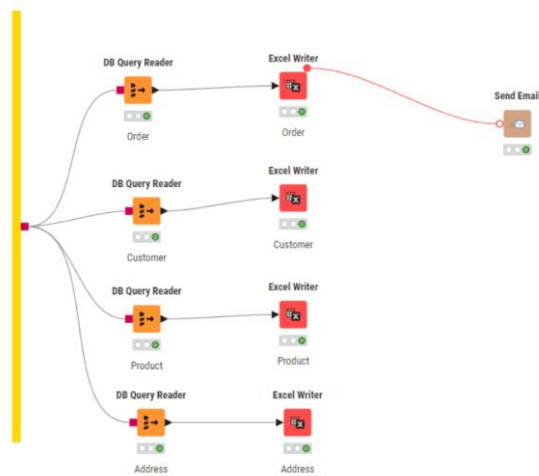 DB Query Reader
Excel Writer
Order
Order
Send Email
DB Query Reader
Excel Writer
Customer
Customer
DB Query Reader
Excel Writer
Product
Product
DB Query Reader
Excel Writer
Address
Address